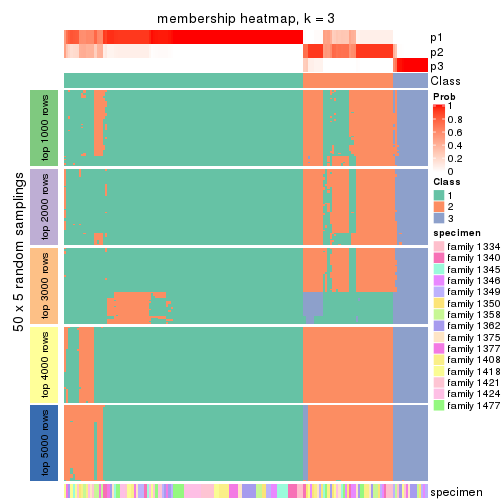 membership heatmap, k = 3
p1
p2
p3
Class
50 x 5 random samplings
top 1000 rows
top 2000 rows
top 3000 rows
top 4000 rows
top 5000 rows
specimen
Prob
1
0.8
0.6
0.4
0.2
0
Class
1
2
3
specimen
family 1334
family 1340
family 1345
family 1346
family 1349
family 1350
family 1358
family 1362
family 1375
family 1377
family 1408
family 1418
family 1421
family 1424
family 1477